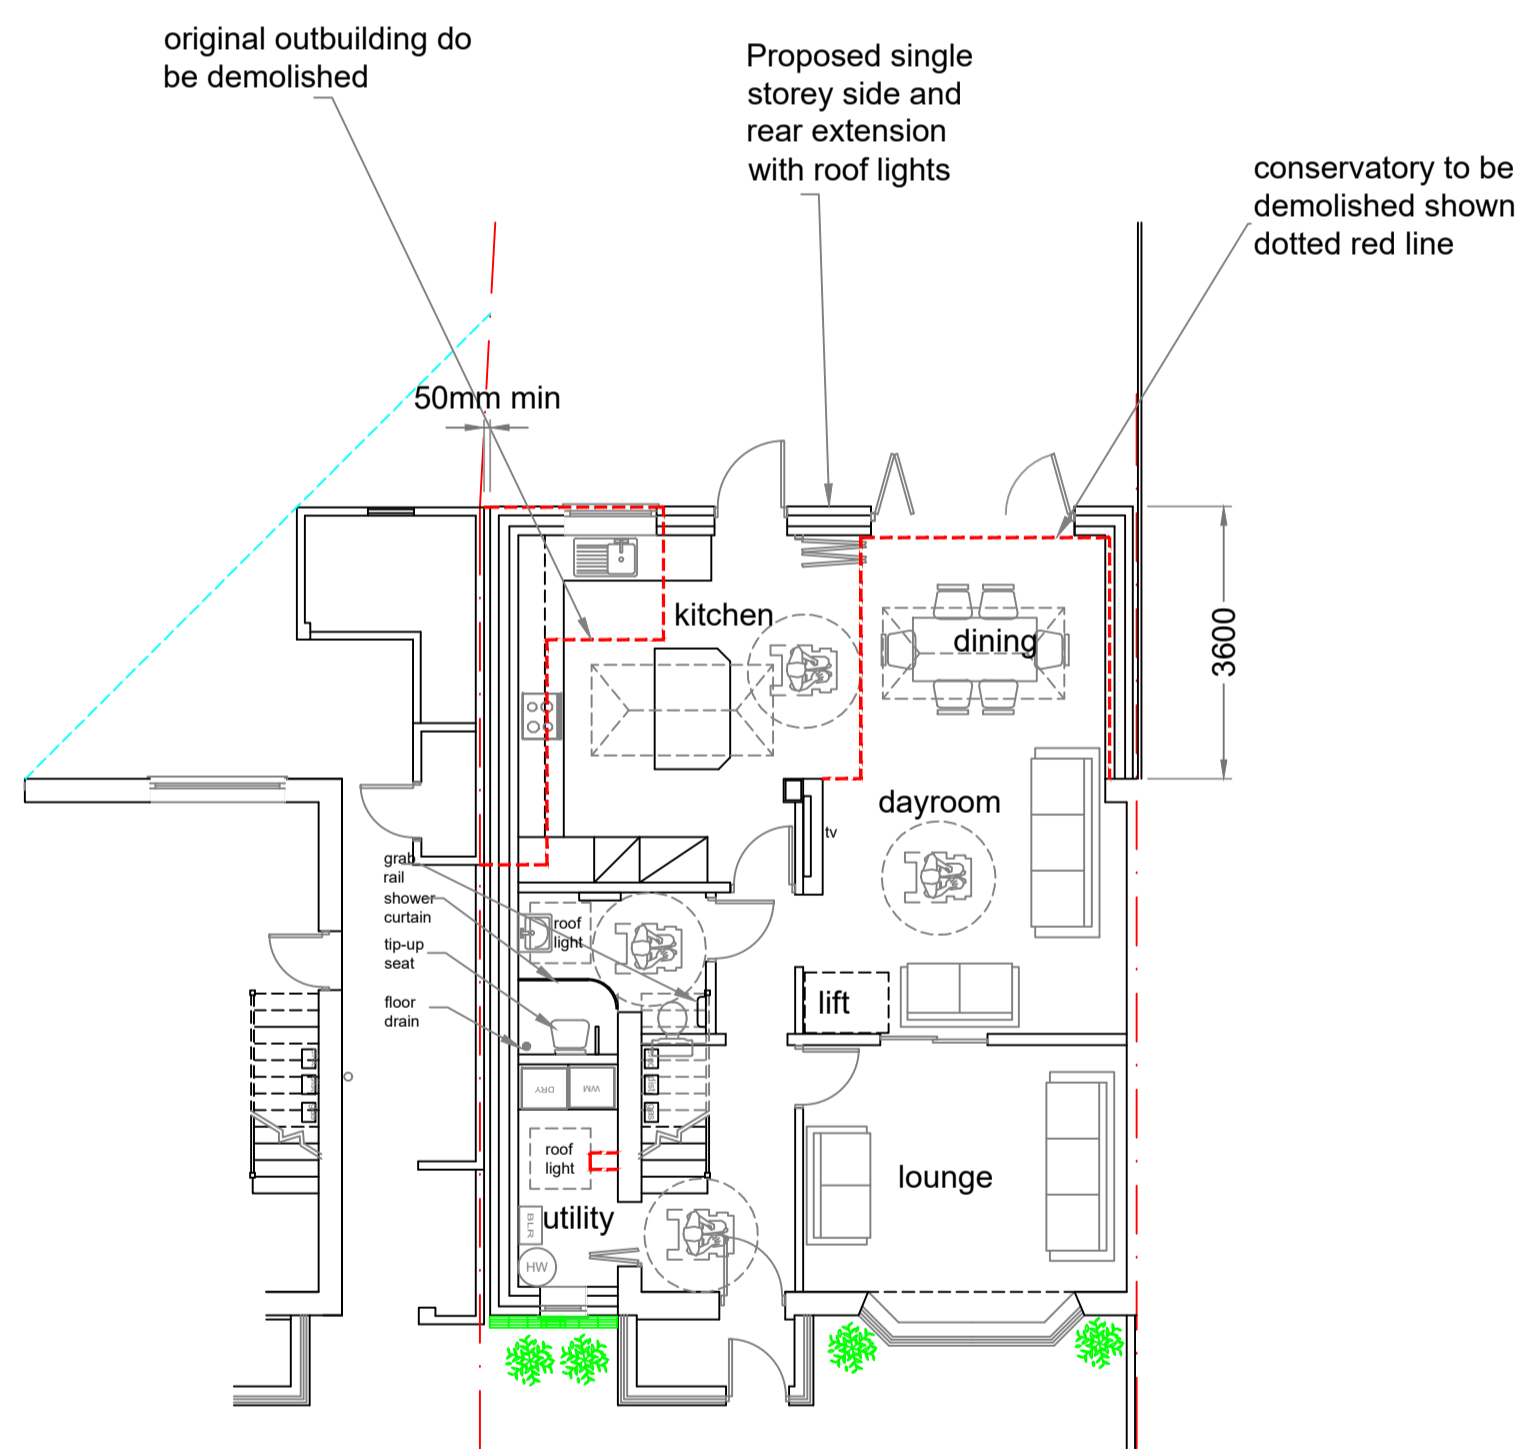 original outbuilding do
be demolished
Proposed single
storey side and
rear extension
with roof lights
conservatory to be
demolished shown
dotted red line
50mm min
kitchen
dining
3600
dayroom
tv
grab
rail
shower
curtain
tip-up
seat
floor
drain
roof
light
lift
DRY
WM
gas
roof
light
utility
BLR
HW
lounge